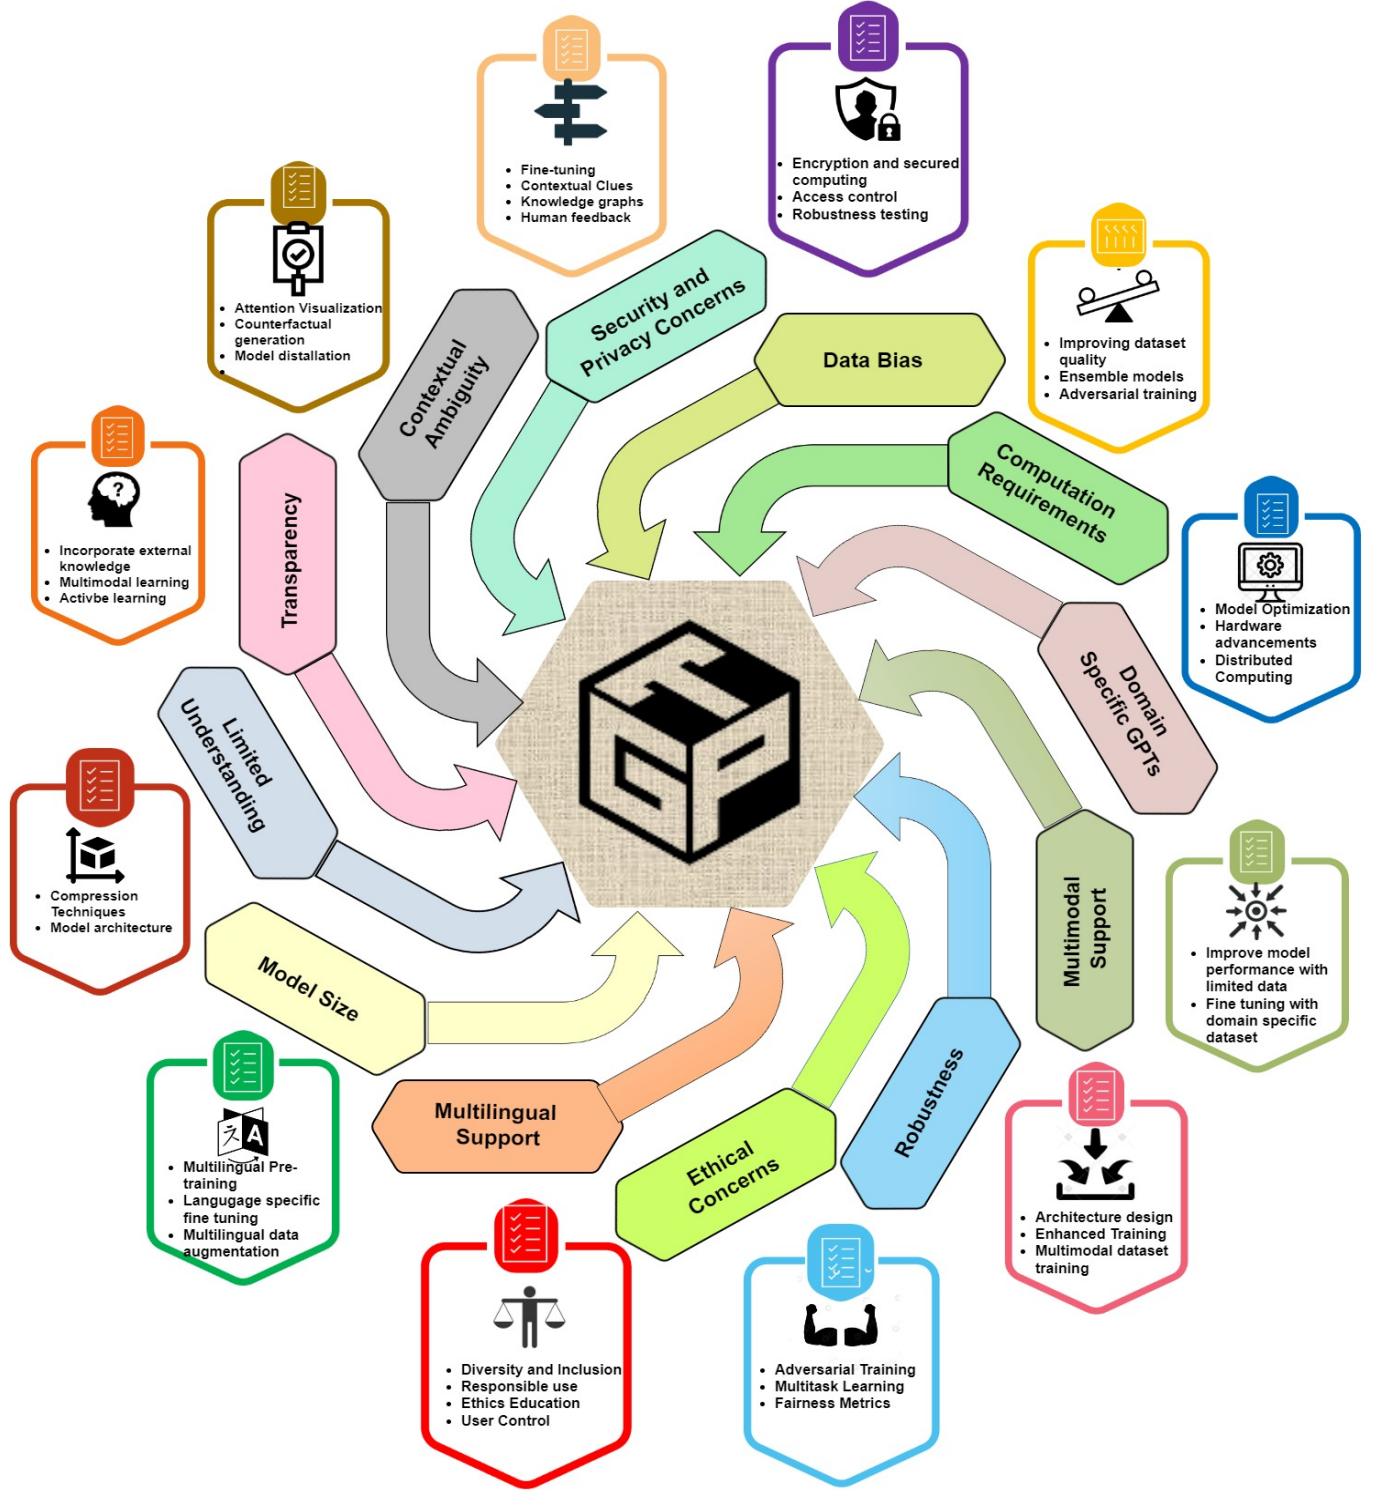 Fine-tuning
Contextual Clues
Knowledge graphs
Human feedback
Encryption and secured
computing
Access control
Robustness testing
Attention Visualization
Counterfactual
generation
Model distallation
Improving dataset
quality
Ensemble models
Adversarial training
Incorporate external
knowledge
Multimodal learning
Activbe learning
Model Optimization
Hardware
advancements
Distributed
Computing
Compression
Techniques
Model architecture
Improve model
performance with
limited data
Fine tuning with
domain specific
dataset
Multilingual Pre-
training
Langugage specific
fine tuning
Multilingual data
augmentation
Architecture design
Enhanced Training
Multimodal dataset
training
Diversity and Inclusion
Responsible use
Ethics Education
User Control
Adversarial Training
Multitask Learning
Fairness Metrics
Contextual
Ambiguity
Security and
Privacy Concerns
Data Bias
Computation
Requirements
Domain
Specific GPTs
Multimodal
Support
Robustness
Ethical
Concerns
Multilingual
Support
Model Size
Limited
Understanding
Transparency
GPT
?
A